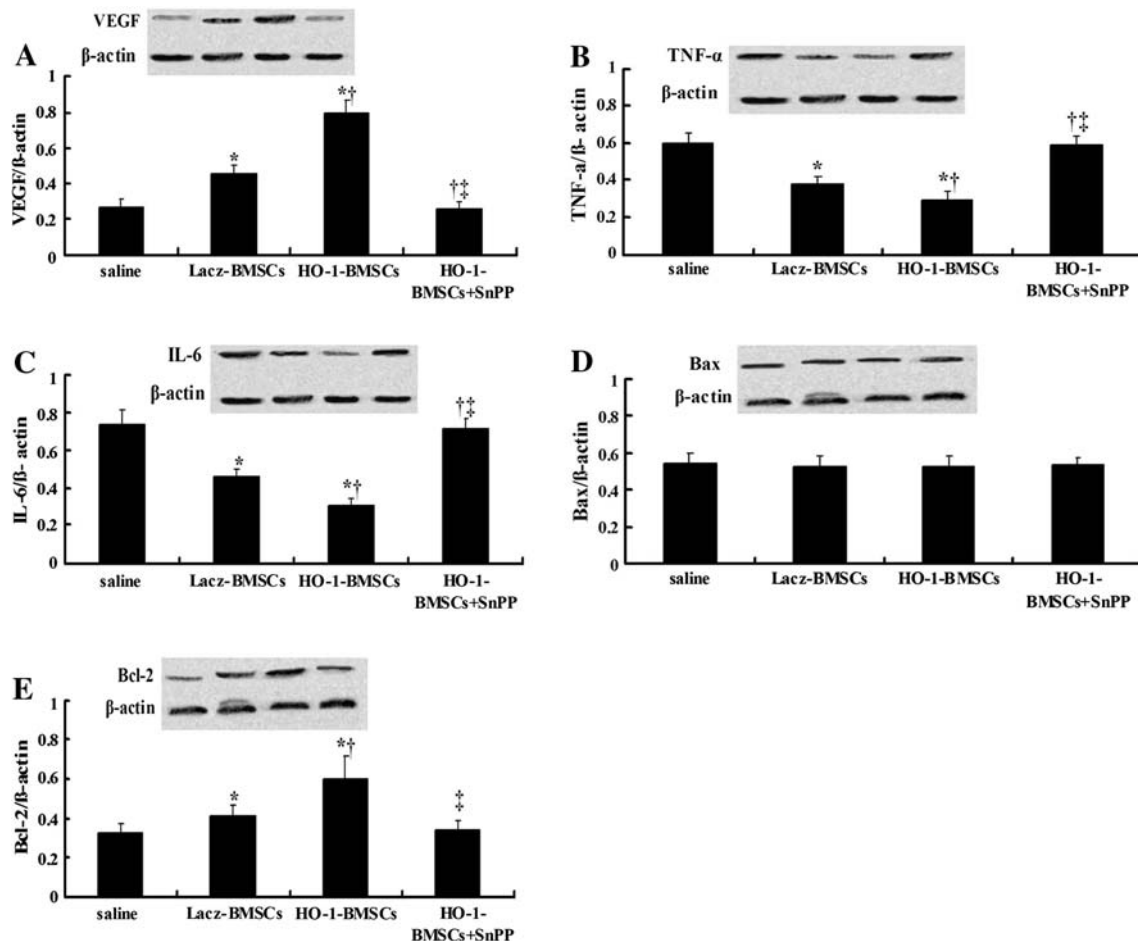 A
VEGF
β-actin
VEGF/ß-actin
1
0.8
0.6
0.4
0.2
0
*
*†
†‡
saline
Lacz-BMSCs
HO-1-BMSCs
HO-1-
BMSCs+SnPP
B
TNF-α
β-actin
TNF-a/ß- actin
1
0.8
0.6
0.4
0.2
0
*
*†
†‡
saline
Lacz-BMSCs
HO-1-BMSCs
HO-1-
BMSCs+SnPP
C
IL-6
β-actin
IL-6/ß- actin
1
0.8
0.6
0.4
0.2
0
*
*†
†‡
saline
Lacz-BMSCs
HO-1-BMSCs
HO-1-
BMSCs+SnPP
D
Bax
β-actin
Bax/ß-actin
1
0.8
0.6
0.4
0.2
0
saline
Lacz-BMSCs
HO-1-BMSCs
HO-1-
BMSCs+SnPP
E
Bcl-2
β-actin
Bcl-2/ß-actin
1
0.8
0.6
0.4
0.2
0
*
*†
‡
saline
Lacz-BMSCs
HO-1-BMSCs
HO-1-
BMSCs+SnPP